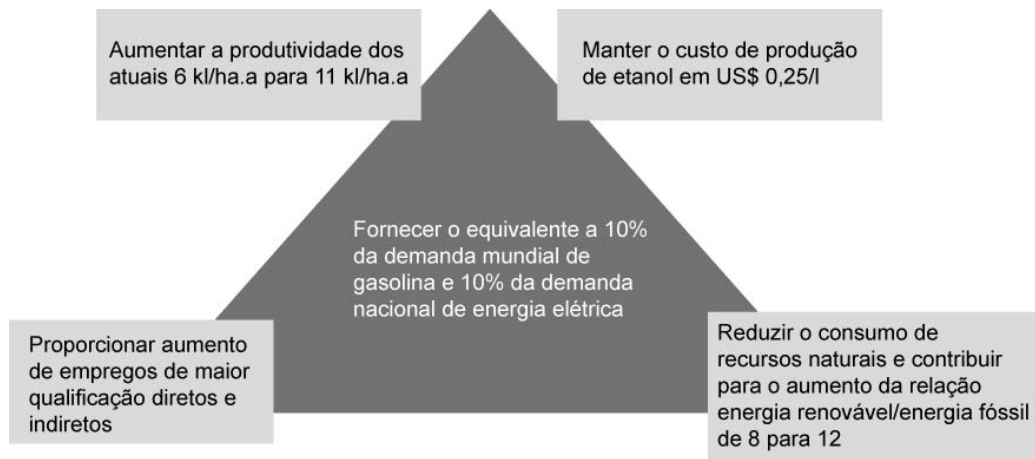 Aumentar a produtividade dos
atuais 6 kl/ha.a para 11 kl/ha.a
Manter o custo de produção
de etanol em US$ 0,25/l
Fornecer o equivalente a 10%
da demanda mundial de
gasolina e 10% da demanda
nacional de energia elétrica
Proporcionar aumento
de empregos de maior
qualificação diretos e
indiretos
Reduzir o consumo de
recursos naturais e contribuir
para o aumento da relação
energia renovável/energia fóssil
de 8 para 12